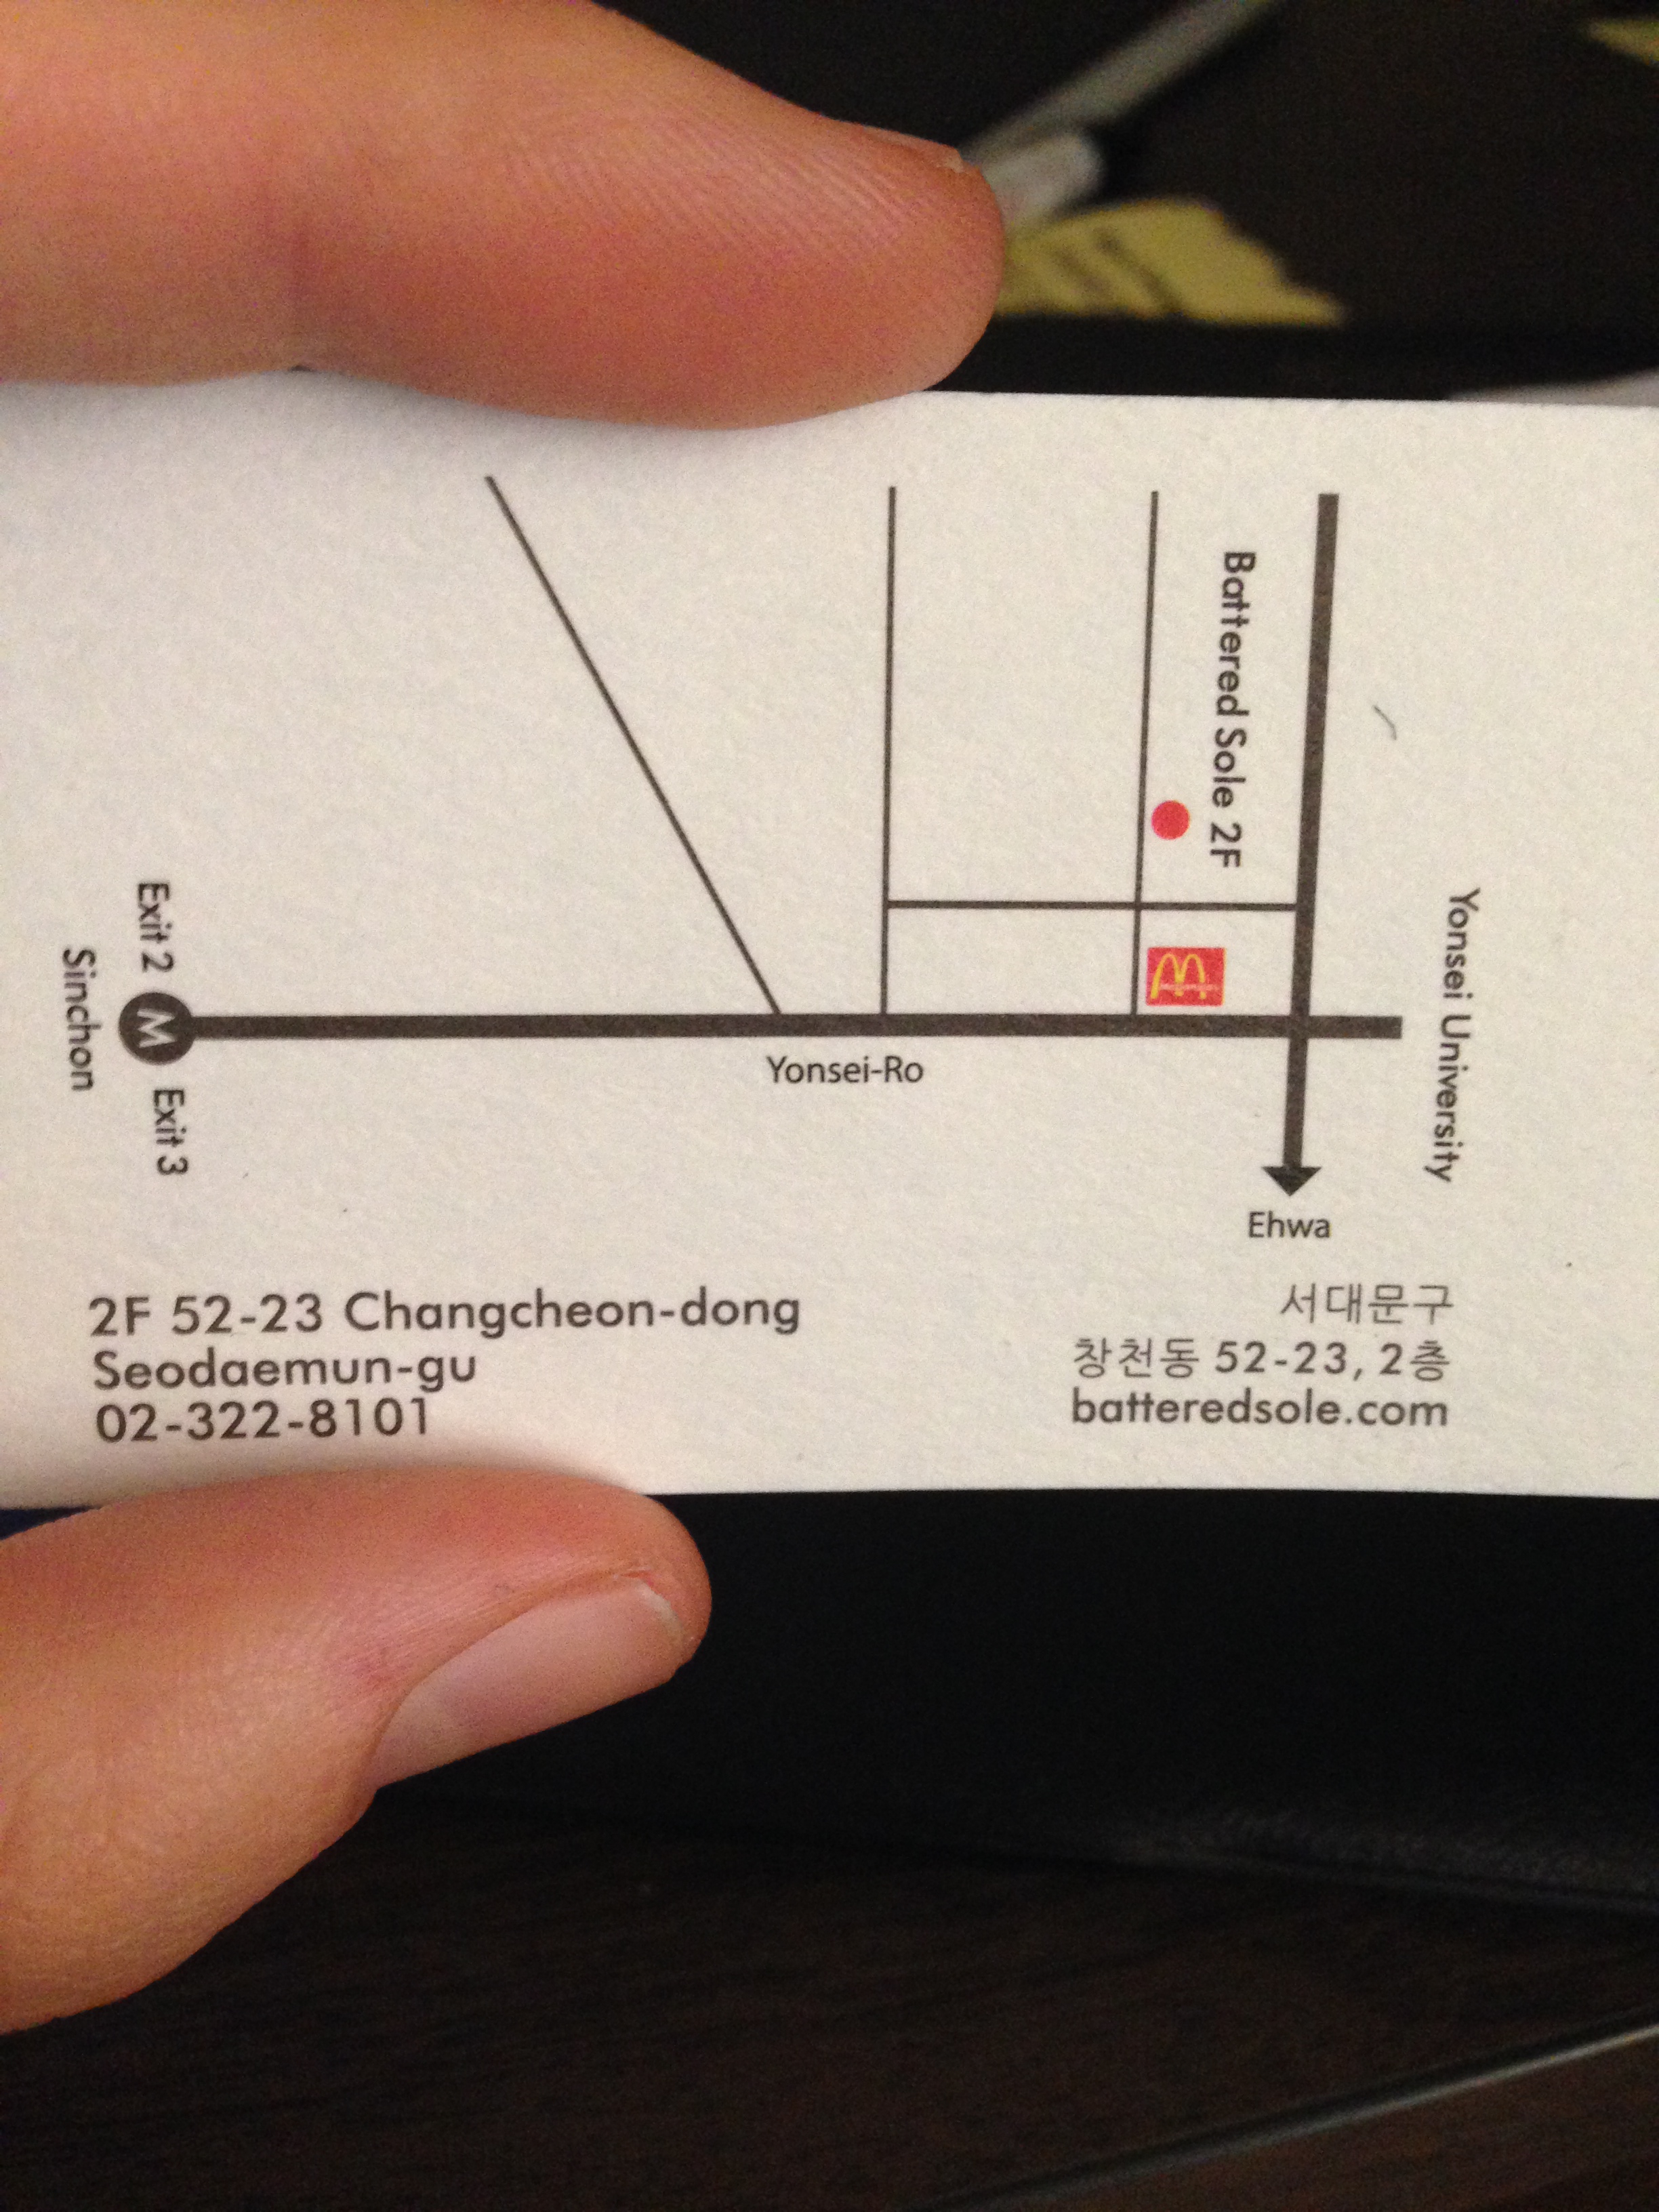 Battered Sole 2F
Yonsei University
Exit 2
M
Exit 3
Sinchon
Yonsei-Ro
Ehwa
2F 52-23 Changcheon-dong
Seodaemun-gu
02-322-8101
서대문구
창천동 52-23, 2층
batteredsole.com